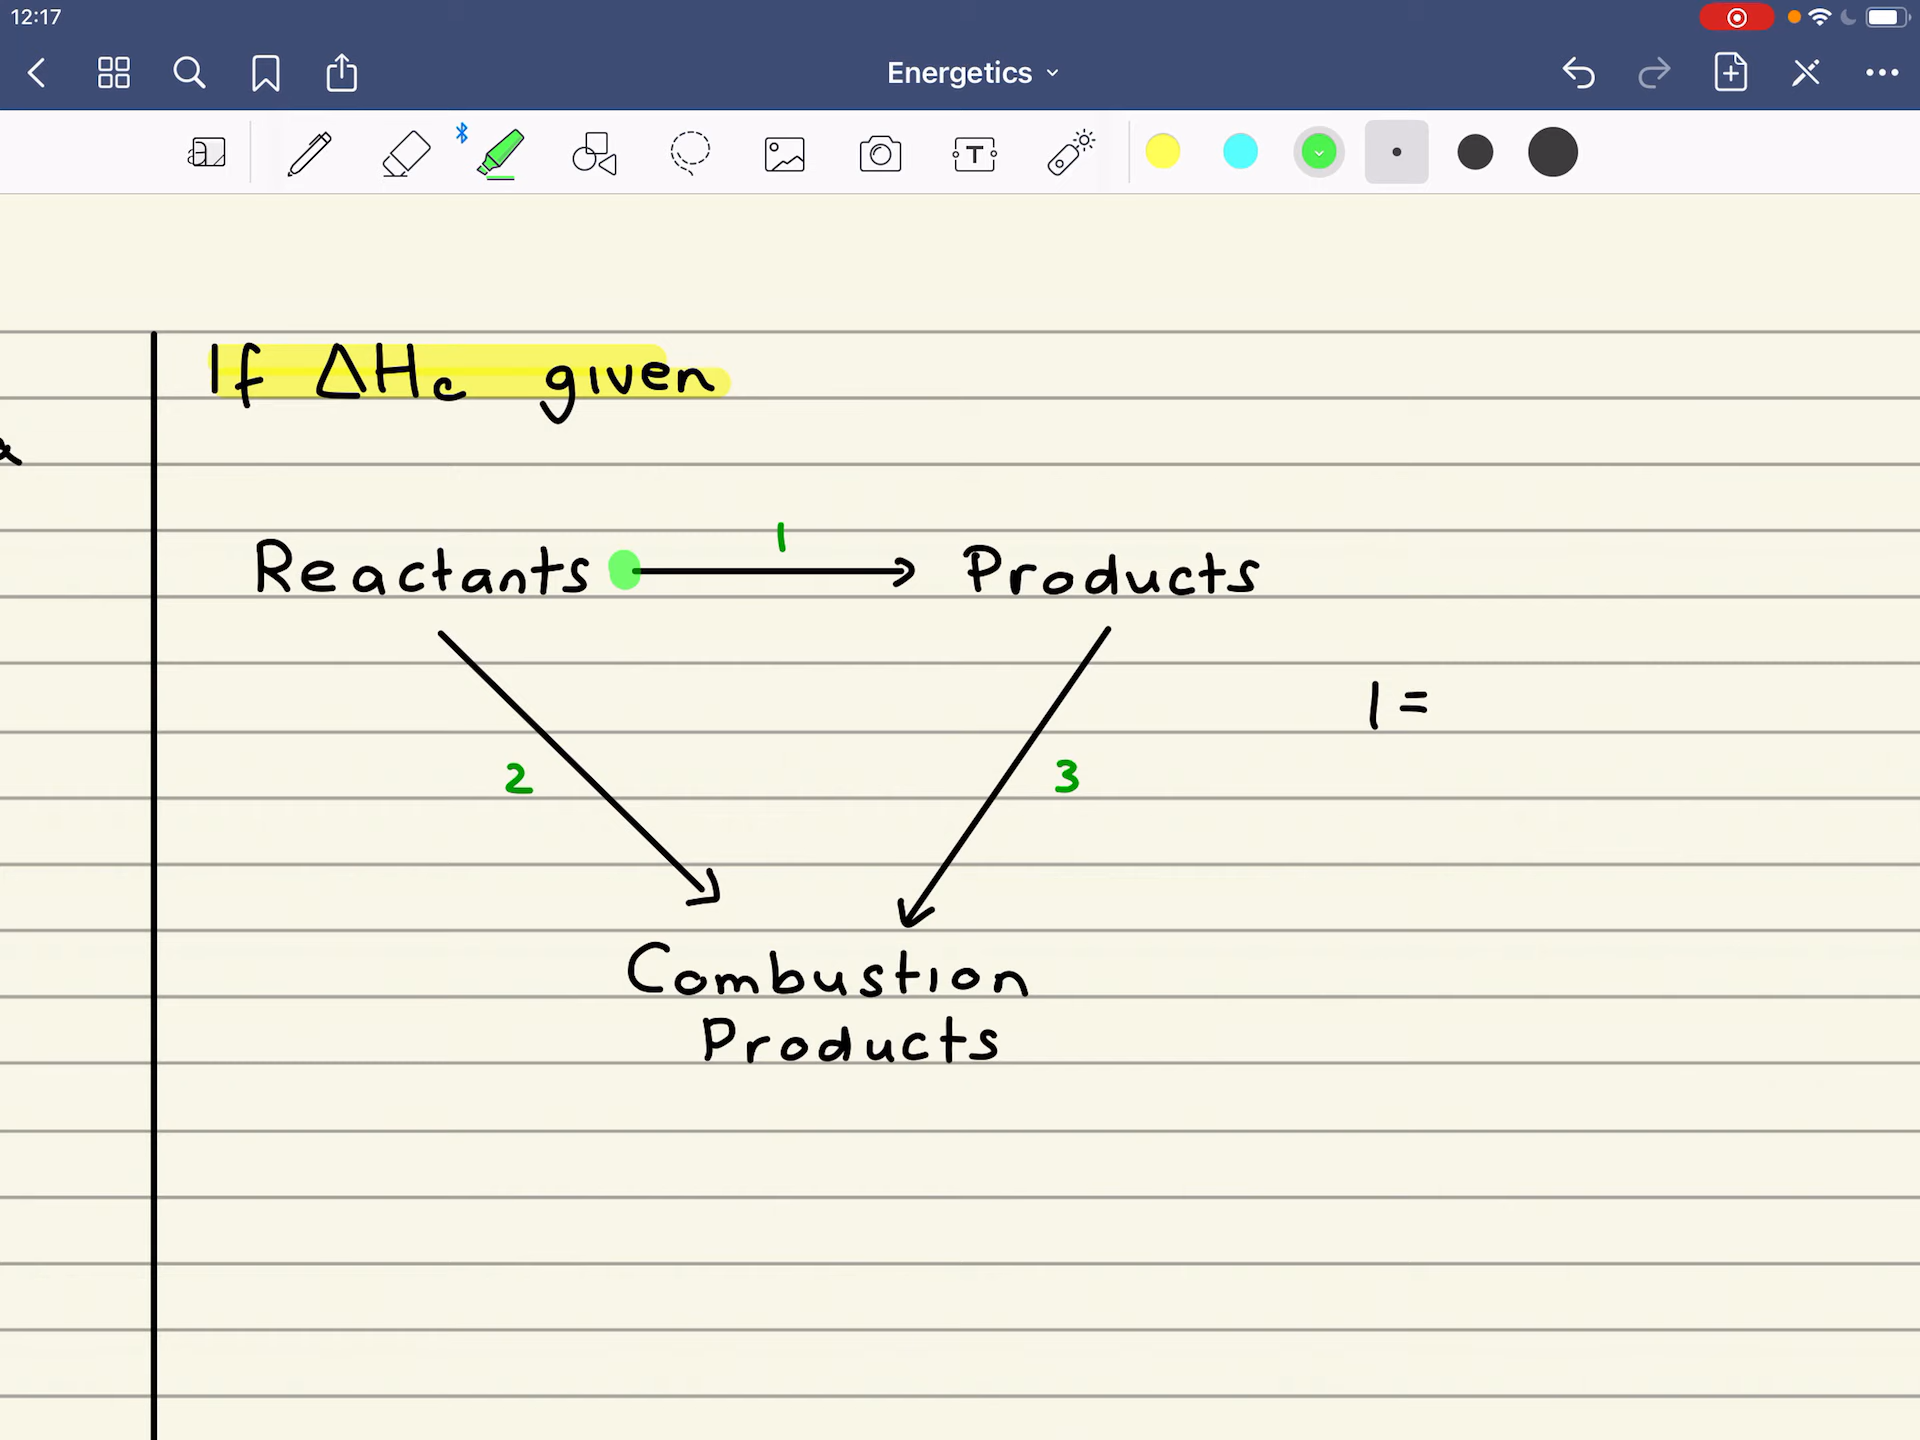 12:17
Energetics
If ΔHc given
1
Reactants → Products
1 =
2 3
Combustion
Products